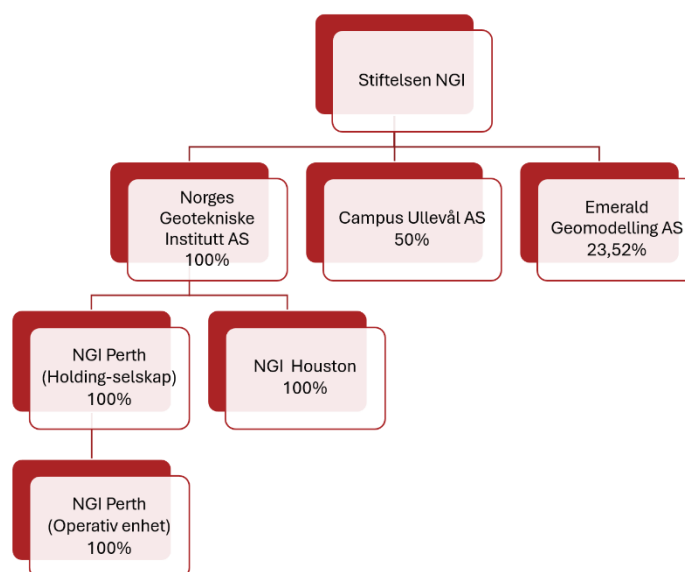 Stiftelsen NGI
Norges
Geotekniske
Institutt AS
100%
Campus Ullevål AS
50%
Emerald
Geomodelling AS
23,52%
NGI Perth
(Holding-selskap)
100%
NGI Houston
100%
NGI Perth
(Operativ enhet)
100%